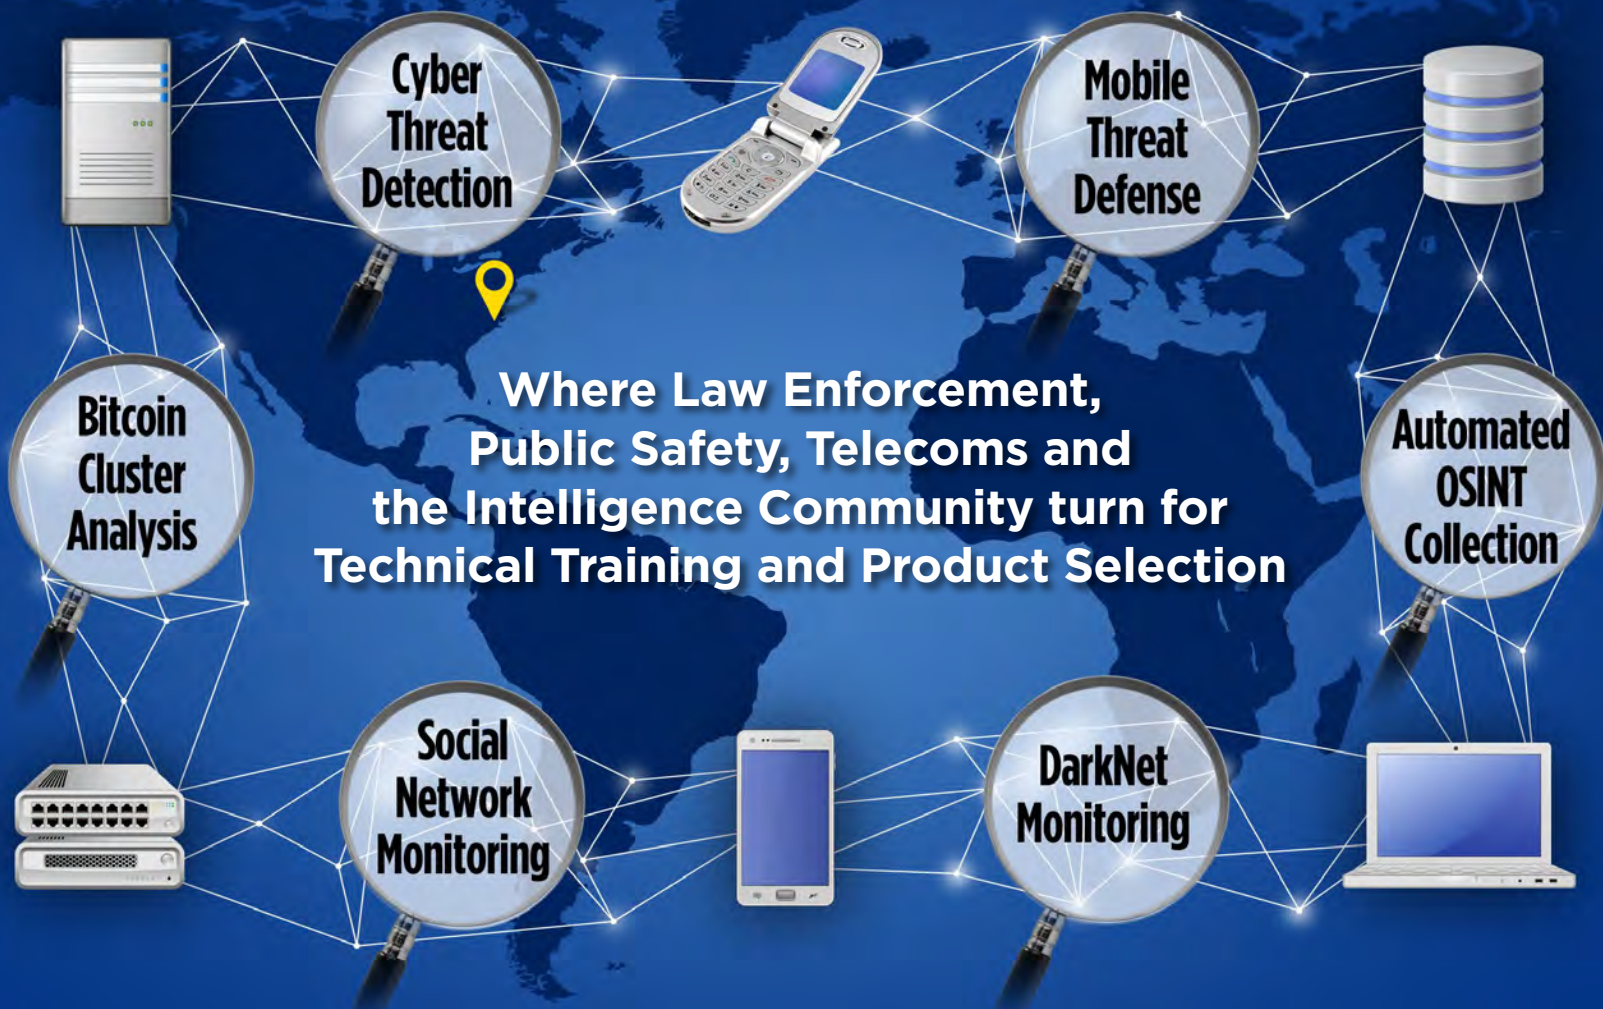 Cyber
Threat
Detection
Mobile
Threat
Defense
Where Law Enforcement,
Public Safety, Telecoms and
the Intelligence Community turn for
Technical Training and Product Selection
Bitcoin
Cluster
Analysis
Automated
OSINT
Collection
Social
Network
Monitoring
DarkNet
Monitoring